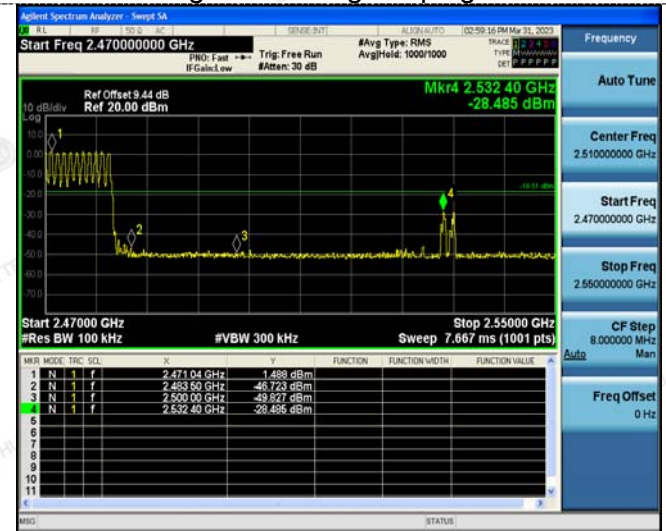 Agilent Spectrum Analyzer - Swept SA
RL RF 50 Ω AC SENSE:INT ALIGN AUTO 02:59:16 PM Mar 31, 2023
Start Freq 2.470000000 GHz
PNO: Fast
IFGain:Low
Trig: Free Run
#Atten: 30 dB
#Avg Type: RMS
Avg|Hold: 1000/1000
TRACE 1 2 3 4 5 6
TYPE
DET P P P P P P
Ref Offset 9.44 dB
Ref 20.00 dBm
10 dB/div
Log
Mkr4 2.532 40 GHz
-28.485 dBm
10.0
0.00
-10.0
-20.0
-30.0
-40.0
-50.0
-60.0
-70.0
1
2
3
4
-18.51 dBm
Start 2.47000 GHz
#Res BW 100 kHz
#VBW 300 kHz
Stop 2.55000 GHz
Sweep 7.667 ms (1001 pts)
MKR MODE TRC SCL X Y FUNCTION FUNCTION WIDTH FUNCTION VALUE
1 N 1 f 2.471 04 GHz 1.488 dBm
2 N 1 f 2.483 50 GHz -46.723 dBm
3 N 1 f 2.500 00 GHz -49.827 dBm
4 N 1 f 2.532 40 GHz -28.485 dBm
5
6
7
8
9
10
11
MSG
STATUS
Frequency
Auto Tune
Center Freq
2.510000000 GHz
Start Freq
2.470000000 GHz
Stop Freq
2.550000000 GHz
CF Step
8.000000 MHz
Auto Man
Freq Offset
0 Hz